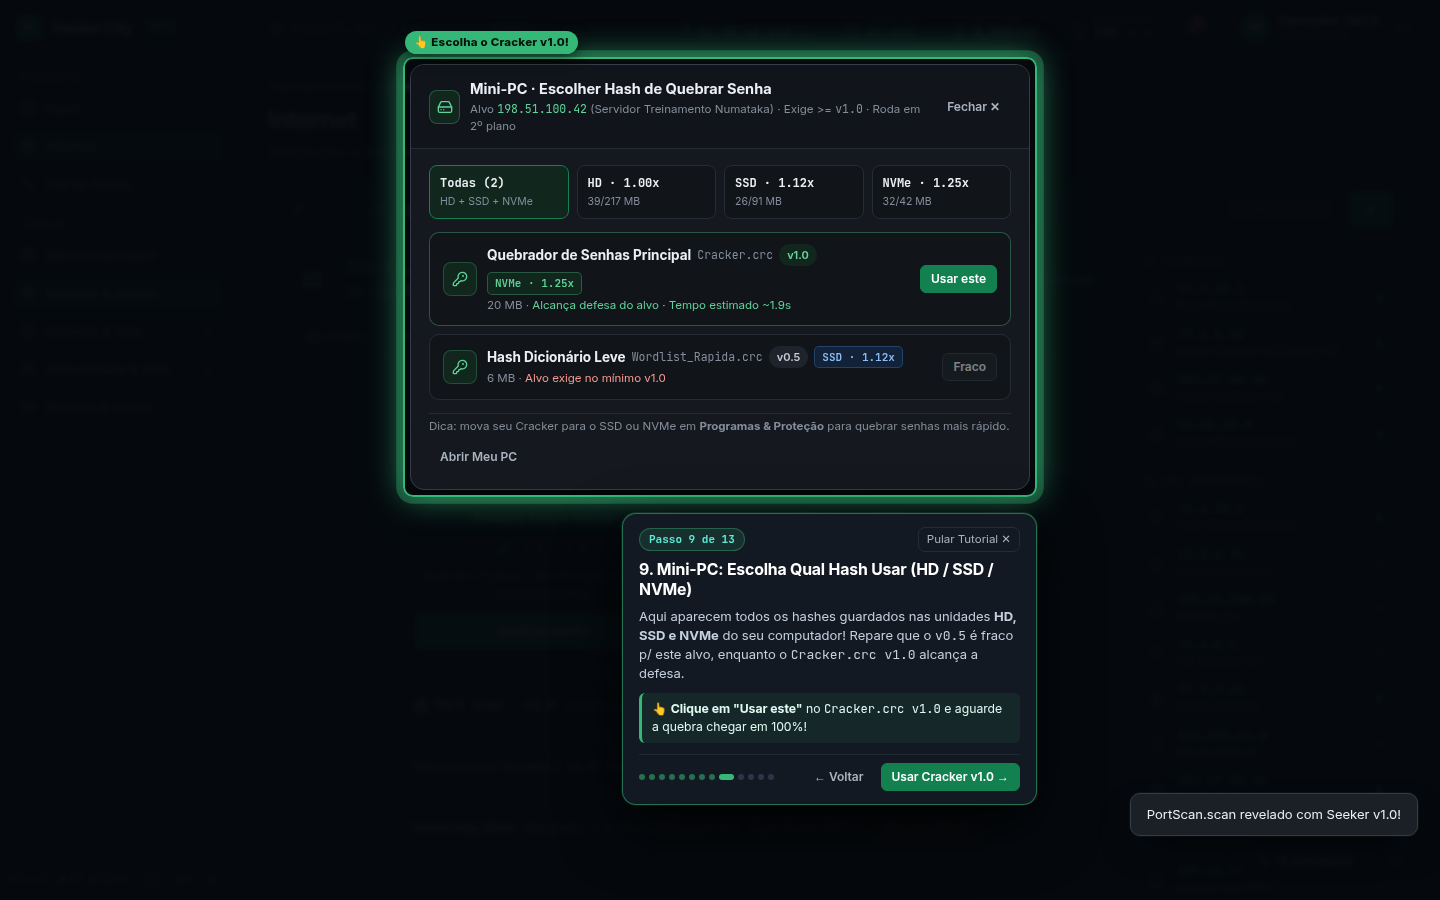 👆 Escolha o Cracker v1.0!
Mini-PC · Escolher Hash de Quebrar Senha
Alvo 198.51.100.42 (Servidor Treinamento Numataka) · Exige >= v1.0 · Roda em
2º plano
Fechar ✕
Todas (2)
HD + SSD + NVMe
HD · 1.00x
39/217 MB
SSD · 1.12x
26/91 MB
NVMe · 1.25x
32/42 MB
Quebrador de Senhas Principal Cracker.crc v1.0
NVMe · 1.25x
20 MB · Alcança defesa do alvo · Tempo estimado ~1.9s
Usar este
Hash Dicionário Leve Wordlist_Rapida.crc v0.5 SSD · 1.12x
6 MB · Alvo exige no mínimo v1.0
Fraco
Dica: mova seu Cracker para o SSD ou NVMe em Programas & Proteção para quebrar senhas mais rápido.
Abrir Meu PC
Passo 9 de 13
Pular Tutorial ✕
9. Mini-PC: Escolha Qual Hash Usar (HD / SSD /
NVMe)
Aqui aparecem todos os hashes guardados nas unidades HD,
SSD e NVMe do seu computador! Repare que o v0.5 é fraco
p/ este alvo, enquanto o Cracker.crc v1.0 alcança a
defesa.
👆 Clique em "Usar este" no Cracker.crc v1.0 e aguarde
a quebra chegar em 100%!
← Voltar
Usar Cracker v1.0 →
PortScan.scan revelado com Seeker v1.0!